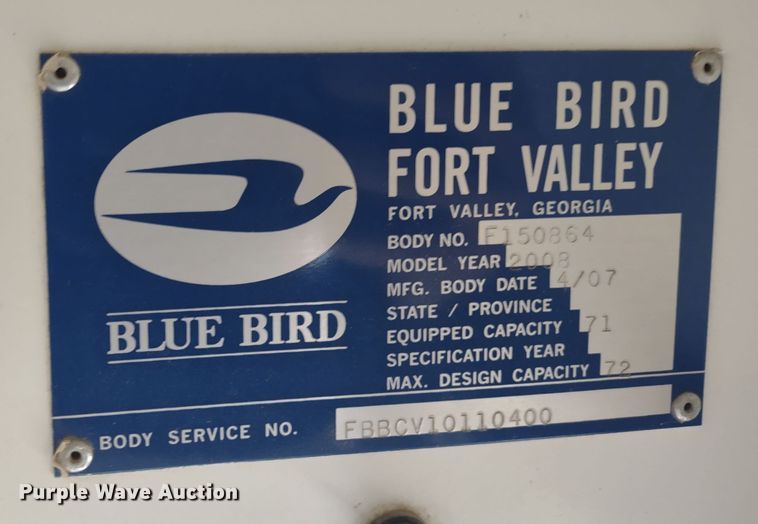 BLUE BIRD
FORT VALLEY
FORT VALLEY, GEORGIA
BODY NO. F150864
MODEL YEAR 2008
MFG. BODY DATE 4/07
STATE / PROVINCE
EQUIPPED CAPACITY 71
SPECIFICATION YEAR
MAX. DESIGN CAPACITY 72
BLUE BIRD
BODY SERVICE NO. FBBCV10110400
Purple Wave Auction